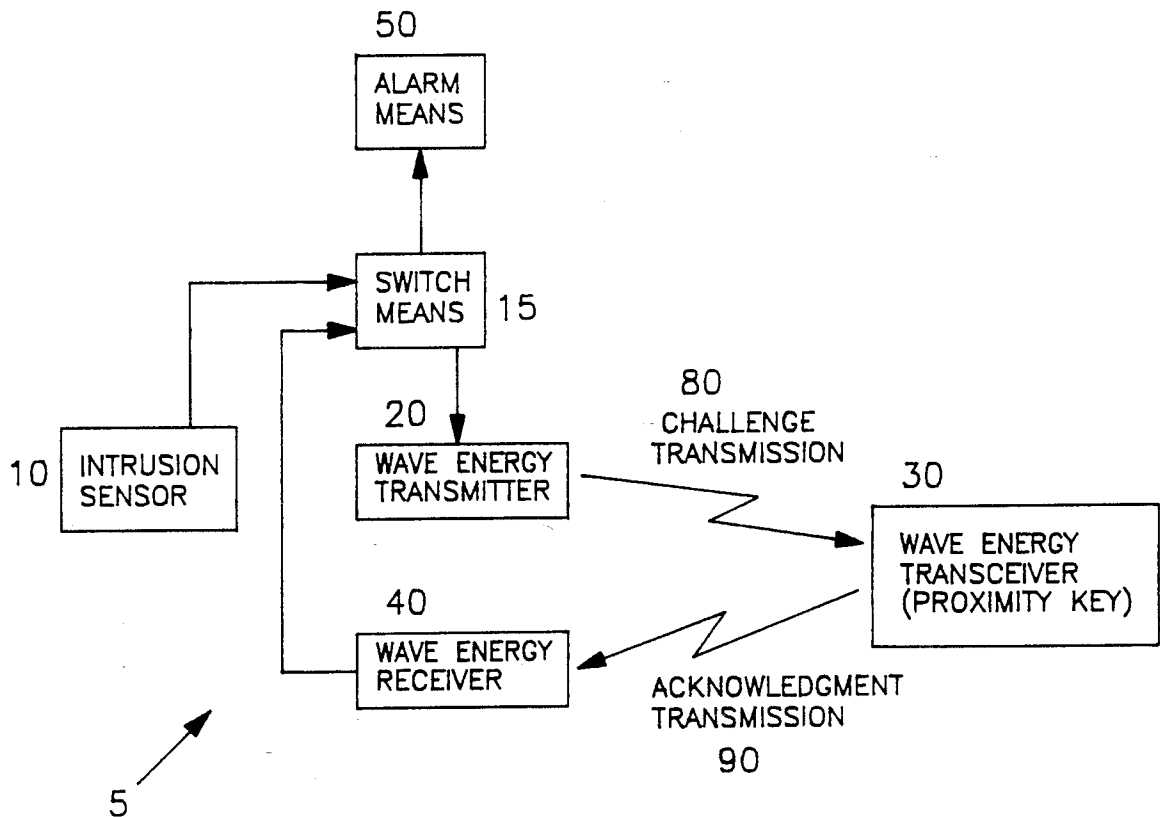 50
ALARM
MEANS
SWITCH
MEANS
15
80
CHALLENGE
TRANSMISSION
20
WAVE ENERGY
TRANSMITTER
10
INTRUSION
SENSOR
30
WAVE ENERGY
TRANSCEIVER
(PROXIMITY KEY)
40
WAVE ENERGY
RECEIVER
ACKNOWLEDGMENT
TRANSMISSION
90
5